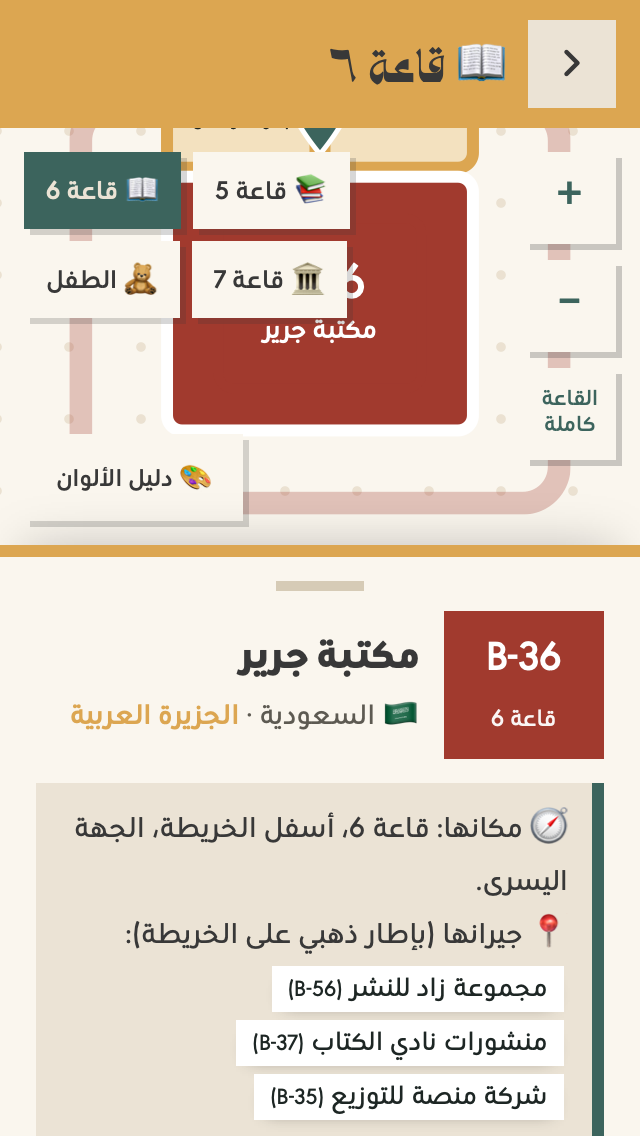 قاعة ٦
قاعة 5
قاعة 6
قاعة 7
الطفل
6
مكتبة جرير
+
−
القاعة
كاملة
دليل الألوان
B-36
قاعة 6
مكتبة جرير
السعودية · الجزيرة العربية
مكانها: قاعة 6، أسفل الخريطة، الجهة
اليسرى.
جيرانها (بإطار ذهبي على الخريطة):
مجموعة زاد للنشر (B-56)
منشورات نادي الكتاب (B-37)
شركة منصة للتوزيع (B-35)